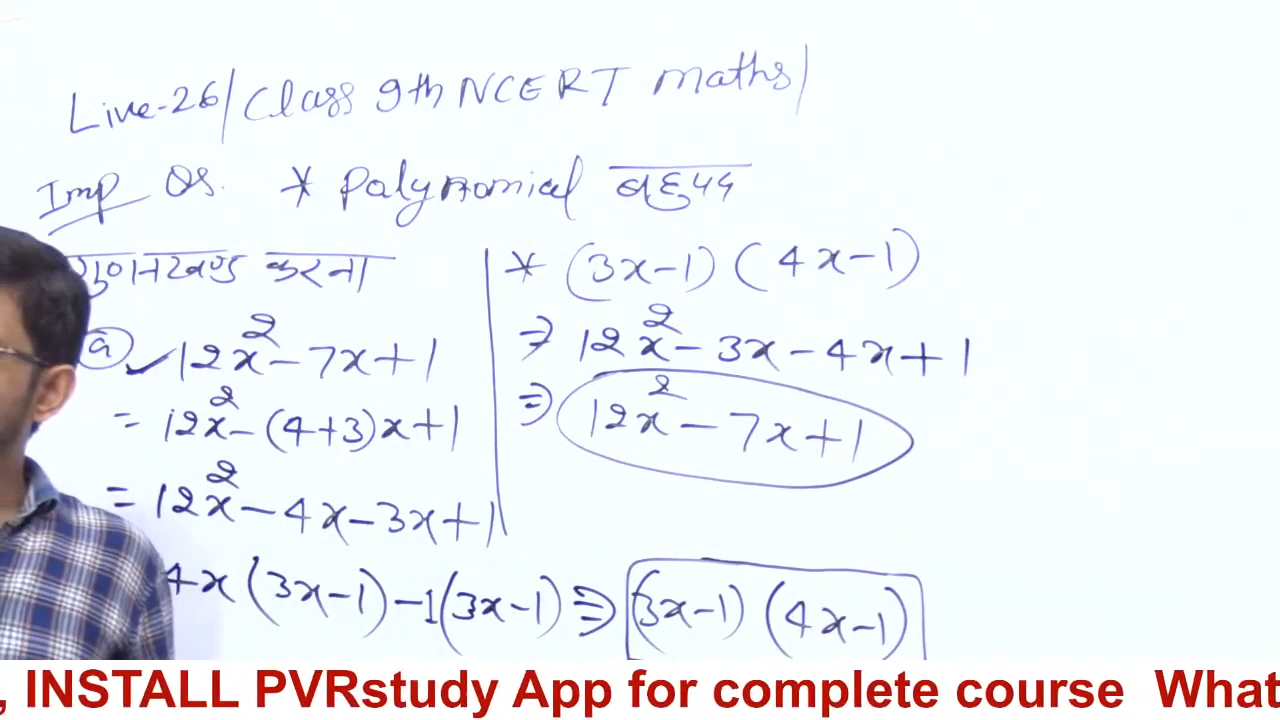 Live-26/Class 9th NCERT maths/
Imp Qs. * Polynomial बहुपद
गुणनखण्ड करना
(a) ✓ 12x² - 7x + 1
= 12x² - (4+3)x + 1
= 12x² - 4x - 3x + 1
4x(3x-1) - 1(3x-1) ⇒ (3x-1) (4x-1)
* (3x-1) (4x-1)
⇒ 12x² - 3x - 4x + 1
⇒ 12x² - 7x + 1
, INSTALL PVRstudy App for complete course What